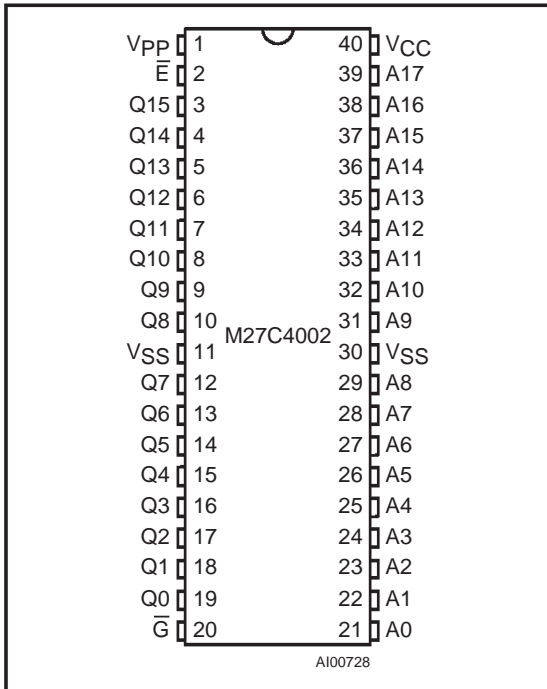 VPP 1 40 VCC
E̅ 2 39 A17
Q15 3 38 A16
Q14 4 37 A15
Q13 5 36 A14
Q12 6 35 A13
Q11 7 34 A12
Q10 8 33 A11
Q9 9 32 A10
Q8 10 31 A9
M27C4002
VSS 11 30 VSS
Q7 12 29 A8
Q6 13 28 A7
Q5 14 27 A6
Q4 15 26 A5
Q3 16 25 A4
Q2 17 24 A3
Q1 18 23 A2
Q0 19 22 A1
G̅ 20 21 A0
AI00728